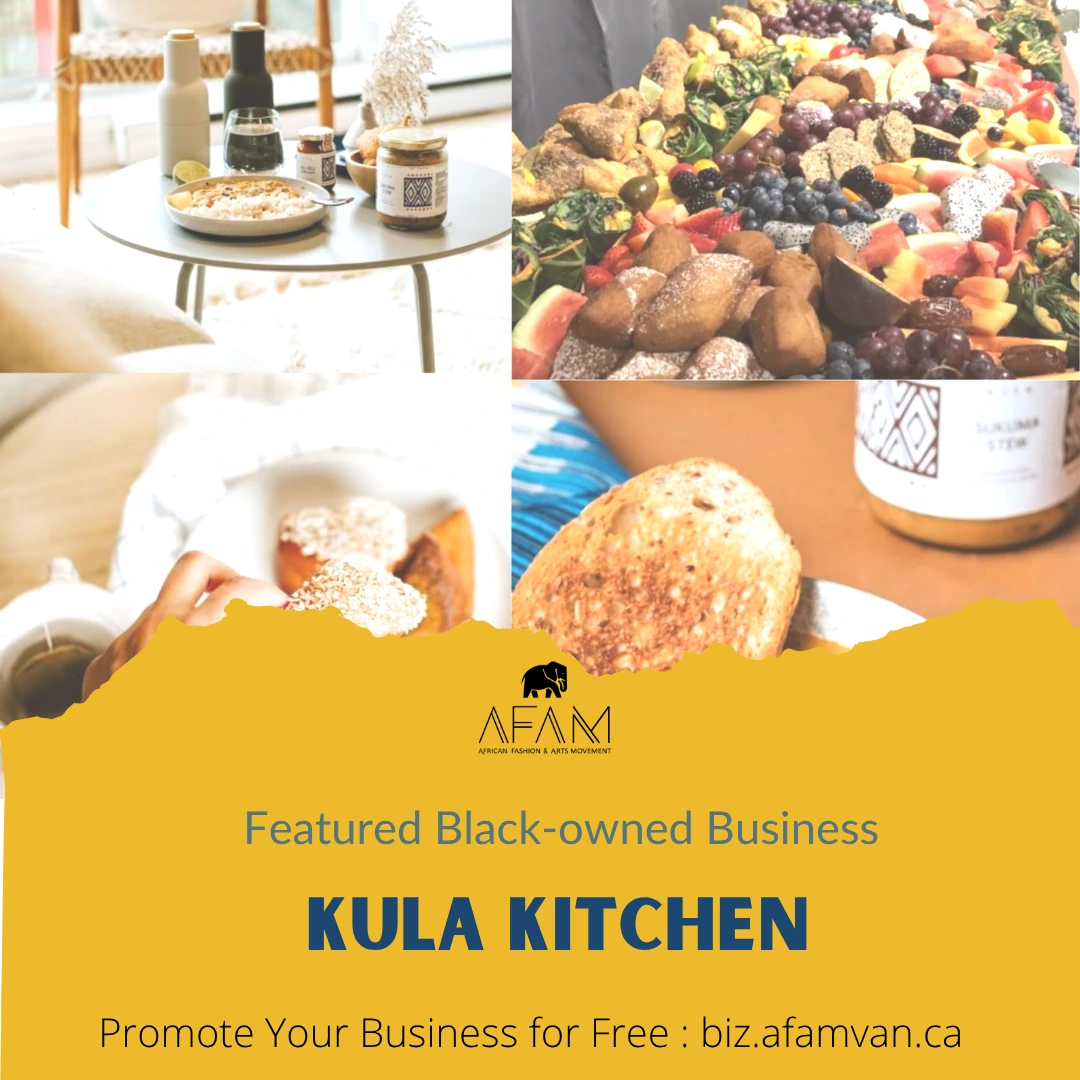 SUKUMA
STEW
AFAM
AFRICAN FASHION & ARTS MOVEMENT
Featured Black-owned Business
KULA KITCHEN
Promote Your Business for Free : biz.afamvan.ca